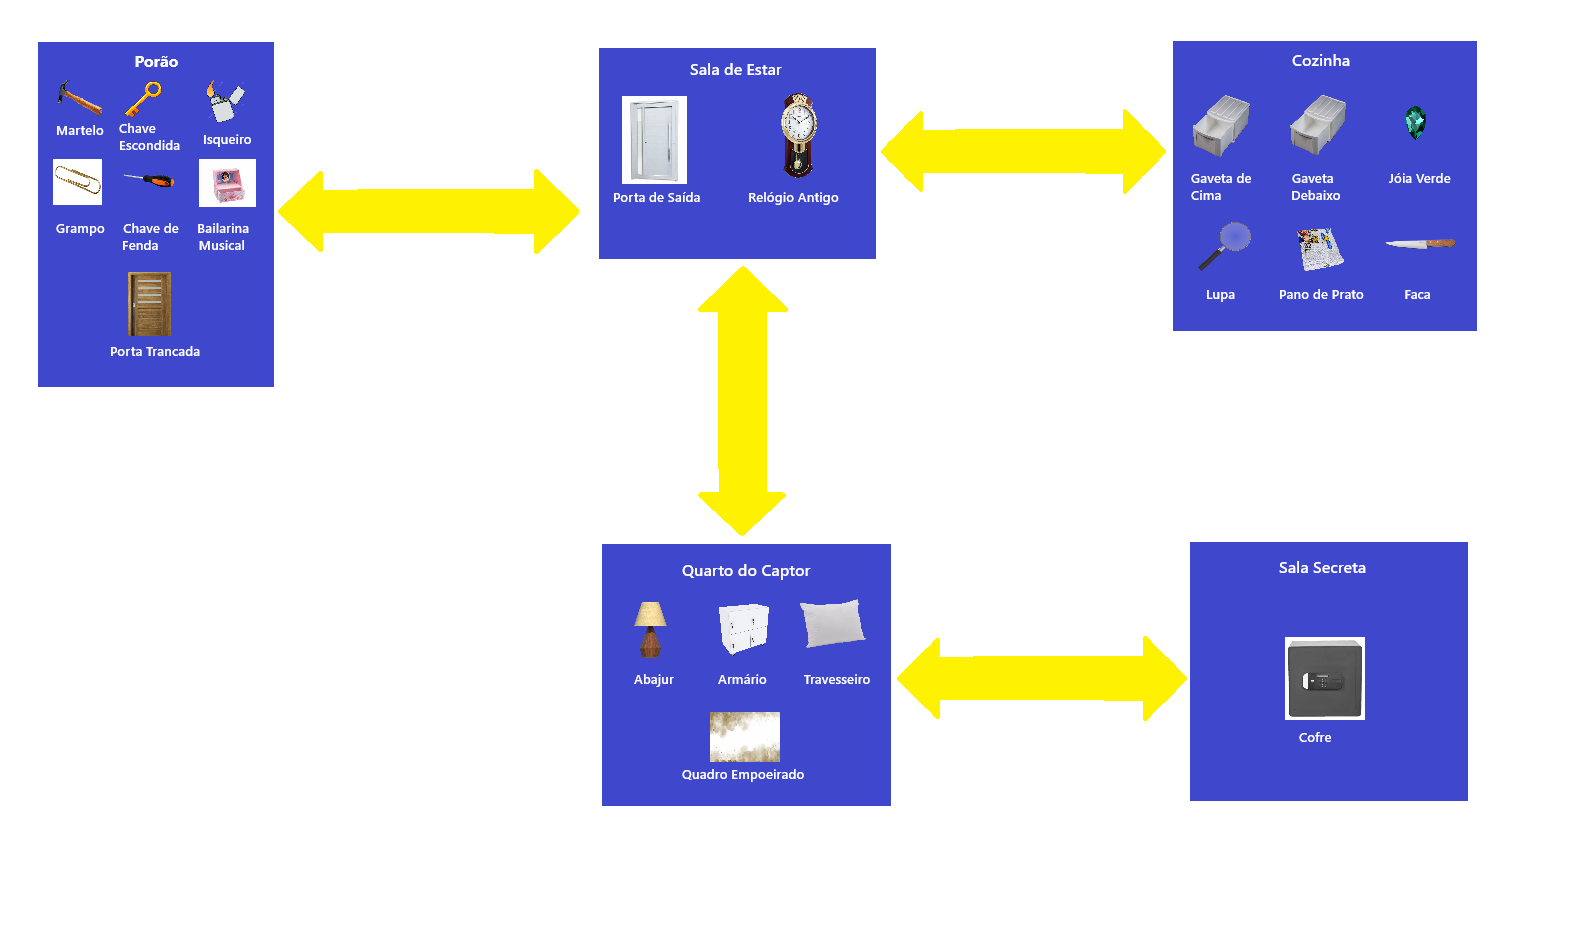 Porão
Martelo
Chave
Escondida
Isqueiro
Grampo
Chave de
Fenda
Bailarina
Musical
Porta Trancada
Sala de Estar
Porta de Saída
Relógio Antigo
Cozinha
Gaveta de
Cima
Gaveta
Debaixo
Jóia Verde
Lupa
Pano de Prato
Faca
Quarto do Captor
Abajur
Armário
Travesseiro
Quadro Empoeirado
Sala Secreta
Cofre